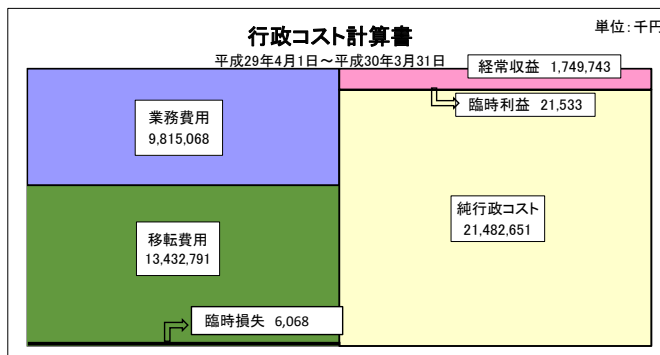 行政コスト計算書
単位:千円
平成29年4月1日～平成30年3月31日
経常収益 1,749,743
臨時利益 21,533
業務費用
9,815,068
純行政コスト
21,482,651
移転費用
13,432,791
臨時損失 6,068